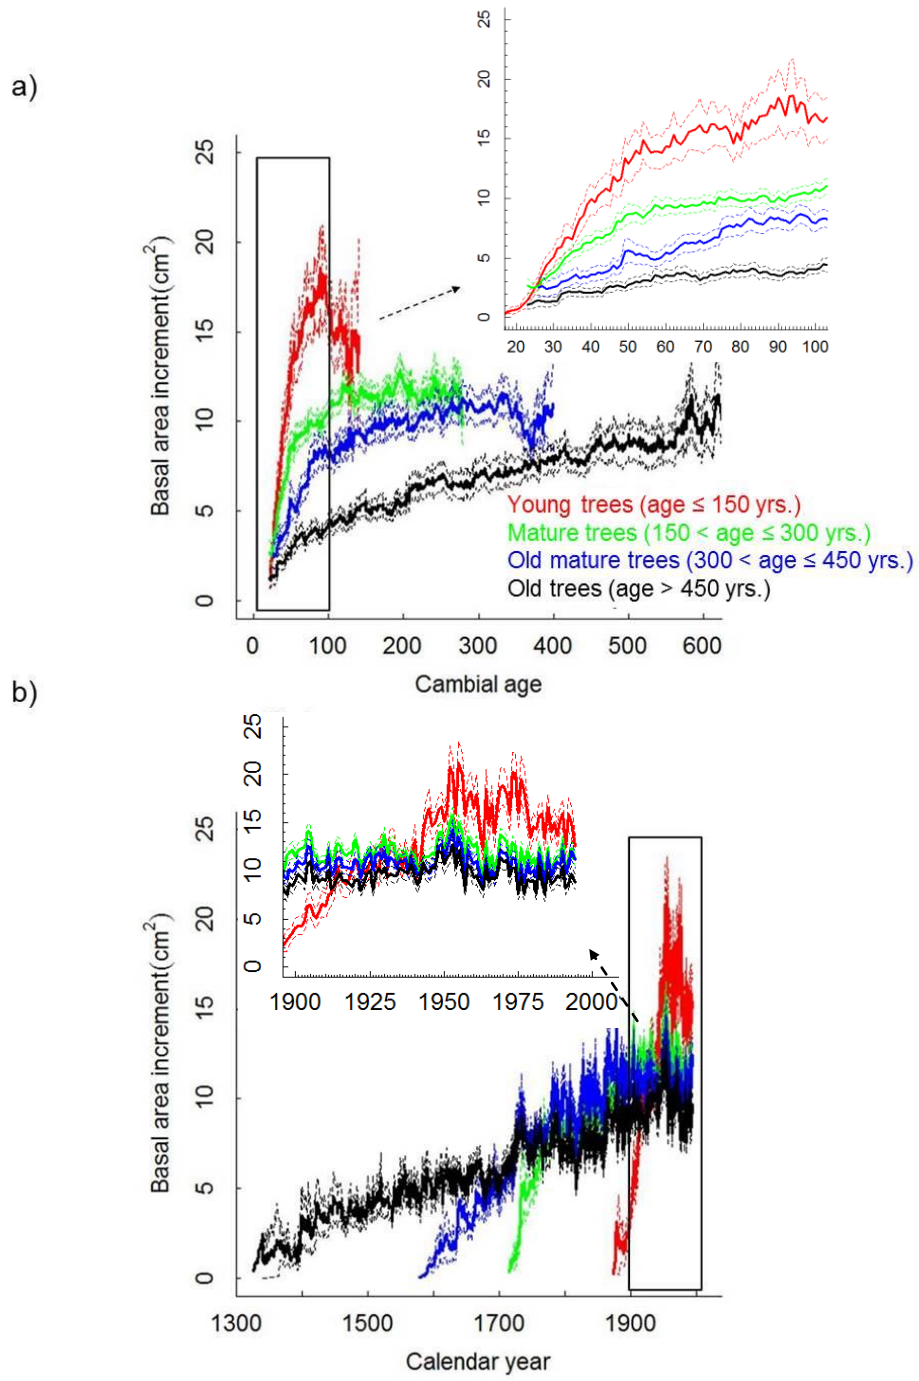 a)
25
20
15
10
5
0
20 30 40 50 60 70 80 90 100
Basal area increment(cm²)
25
20
15
10
5
0
Young trees (age ≤ 150 yrs.)
Mature trees (150 < age ≤ 300 yrs.)
Old mature trees (300 < age ≤ 450 yrs.)
Old trees (age > 450 yrs.)
0 100 200 300 400 500 600
Cambial age
b)
25
20
15
10
5
0
1900 1925 1950 1975 2000
Basal area increment(cm²)
25
20
15
10
5
0
1300 1500 1700 1900
Calendar year